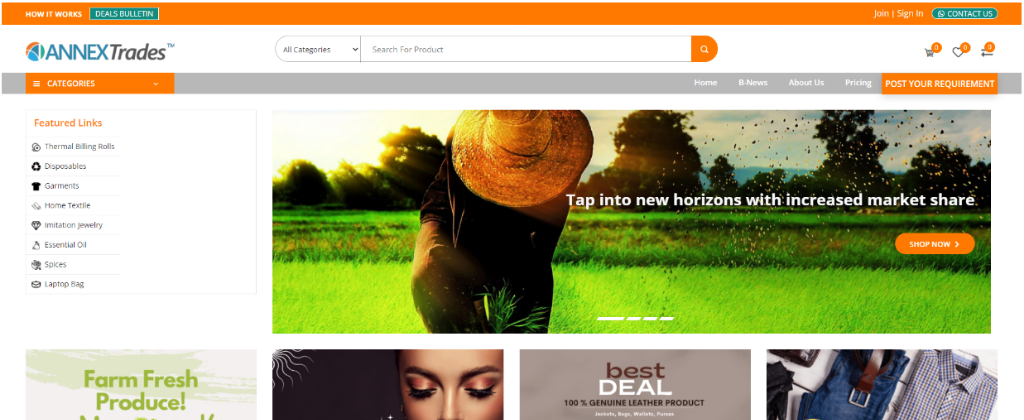 HOW IT WORKS DEALS BULLETIN Join | Sign In CONTACT US
ANNEXTrades™ All Categories Search For Product 0 0 0
CATEGORIES Home B-News About Us Pricing POST YOUR REQUIREMENT
Featured Links
Thermal Billing Rolls
Disposables
Garments
Home Textile
Imitation Jewelry
Essential Oil
Spices
Laptop Bag
Tap into new horizons with increased market share
SHOP NOW
Farm Fresh
Produce!
best
DEAL
100 % GENUINE LEATHER PRODUCT
Jackets, Bags, Wallets, Purses